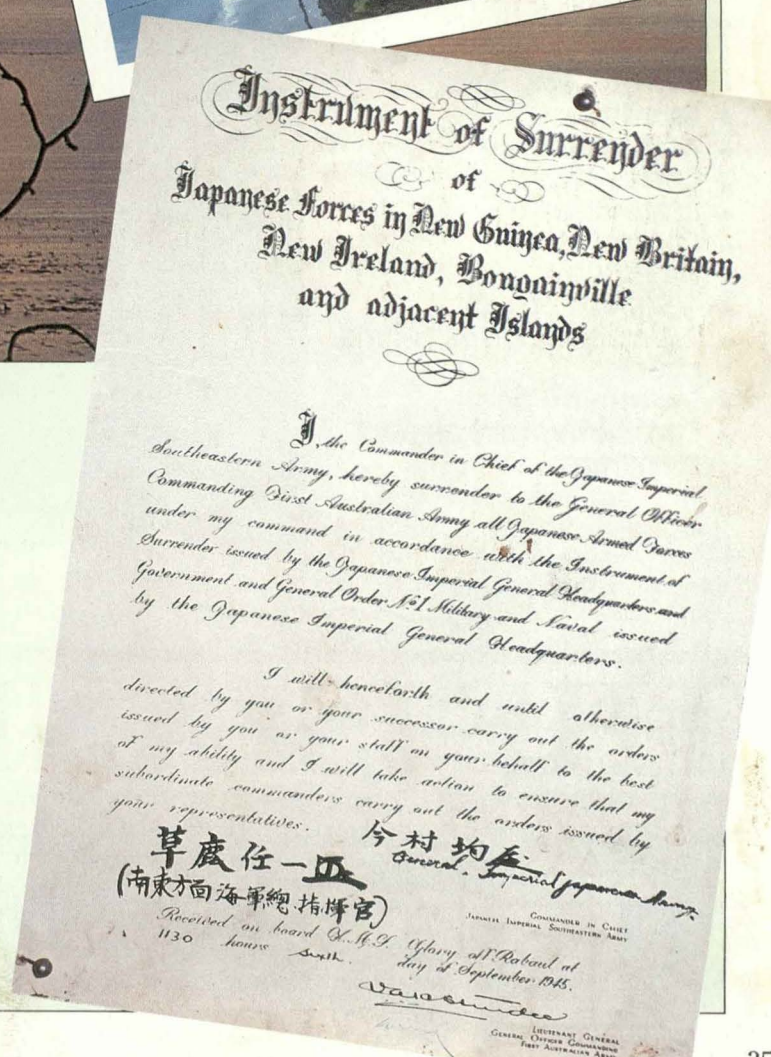 Instrument of Surrender
of
Japanese Forces in New Guinea, New Britain,
New Ireland, Bougainville
and adjacent Islands
I, the Commander in Chief of the Japanese Imperial
Southeastern Army, hereby surrender to the General Officer
Commanding First Australian Army all Japanese Armed Forces
under my command in accordance with the Instrument of
Surrender issued by the Japanese Imperial General Headquarters and
Government and General Order No 1 Military and Naval issued
by the Japanese Imperial General Headquarters.
I will henceforth and until otherwise
directed by you or your successor carry out the orders
issued by you or your staff on your behalf to the best
of my ability and I will take action to ensure that my
subordinate commanders carry out the orders issued by
your representatives.
今村均
General, Imperial Japanese Army.
COMMANDER IN CHIEF
JAPANESE IMPERIAL SOUTHEASTERN ARMY
草鹿任一
(南東方面海軍總指揮官)
Received on board H.M.S. Glory off Rabaul at
1130 hours sixth day of September 1945.
LIEUTENANT GENERAL
GENERAL OFFICER COMMANDING
FIRST AUSTRALIAN ARMY